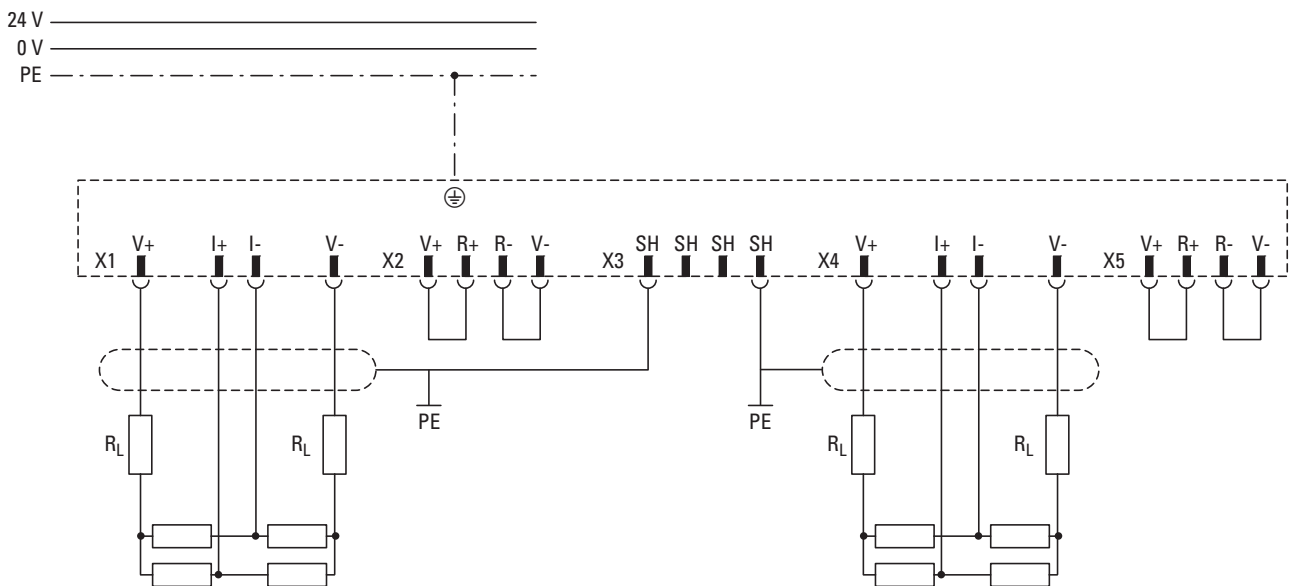 24 V
0 V
PE
V+ I+ I- V- V+ R+ R- V- SH SH SH SH V+ I+ I- V- V+ R+ R- V-
X1 X2 X3 X4 X5
PE PE
RL RL RL RL